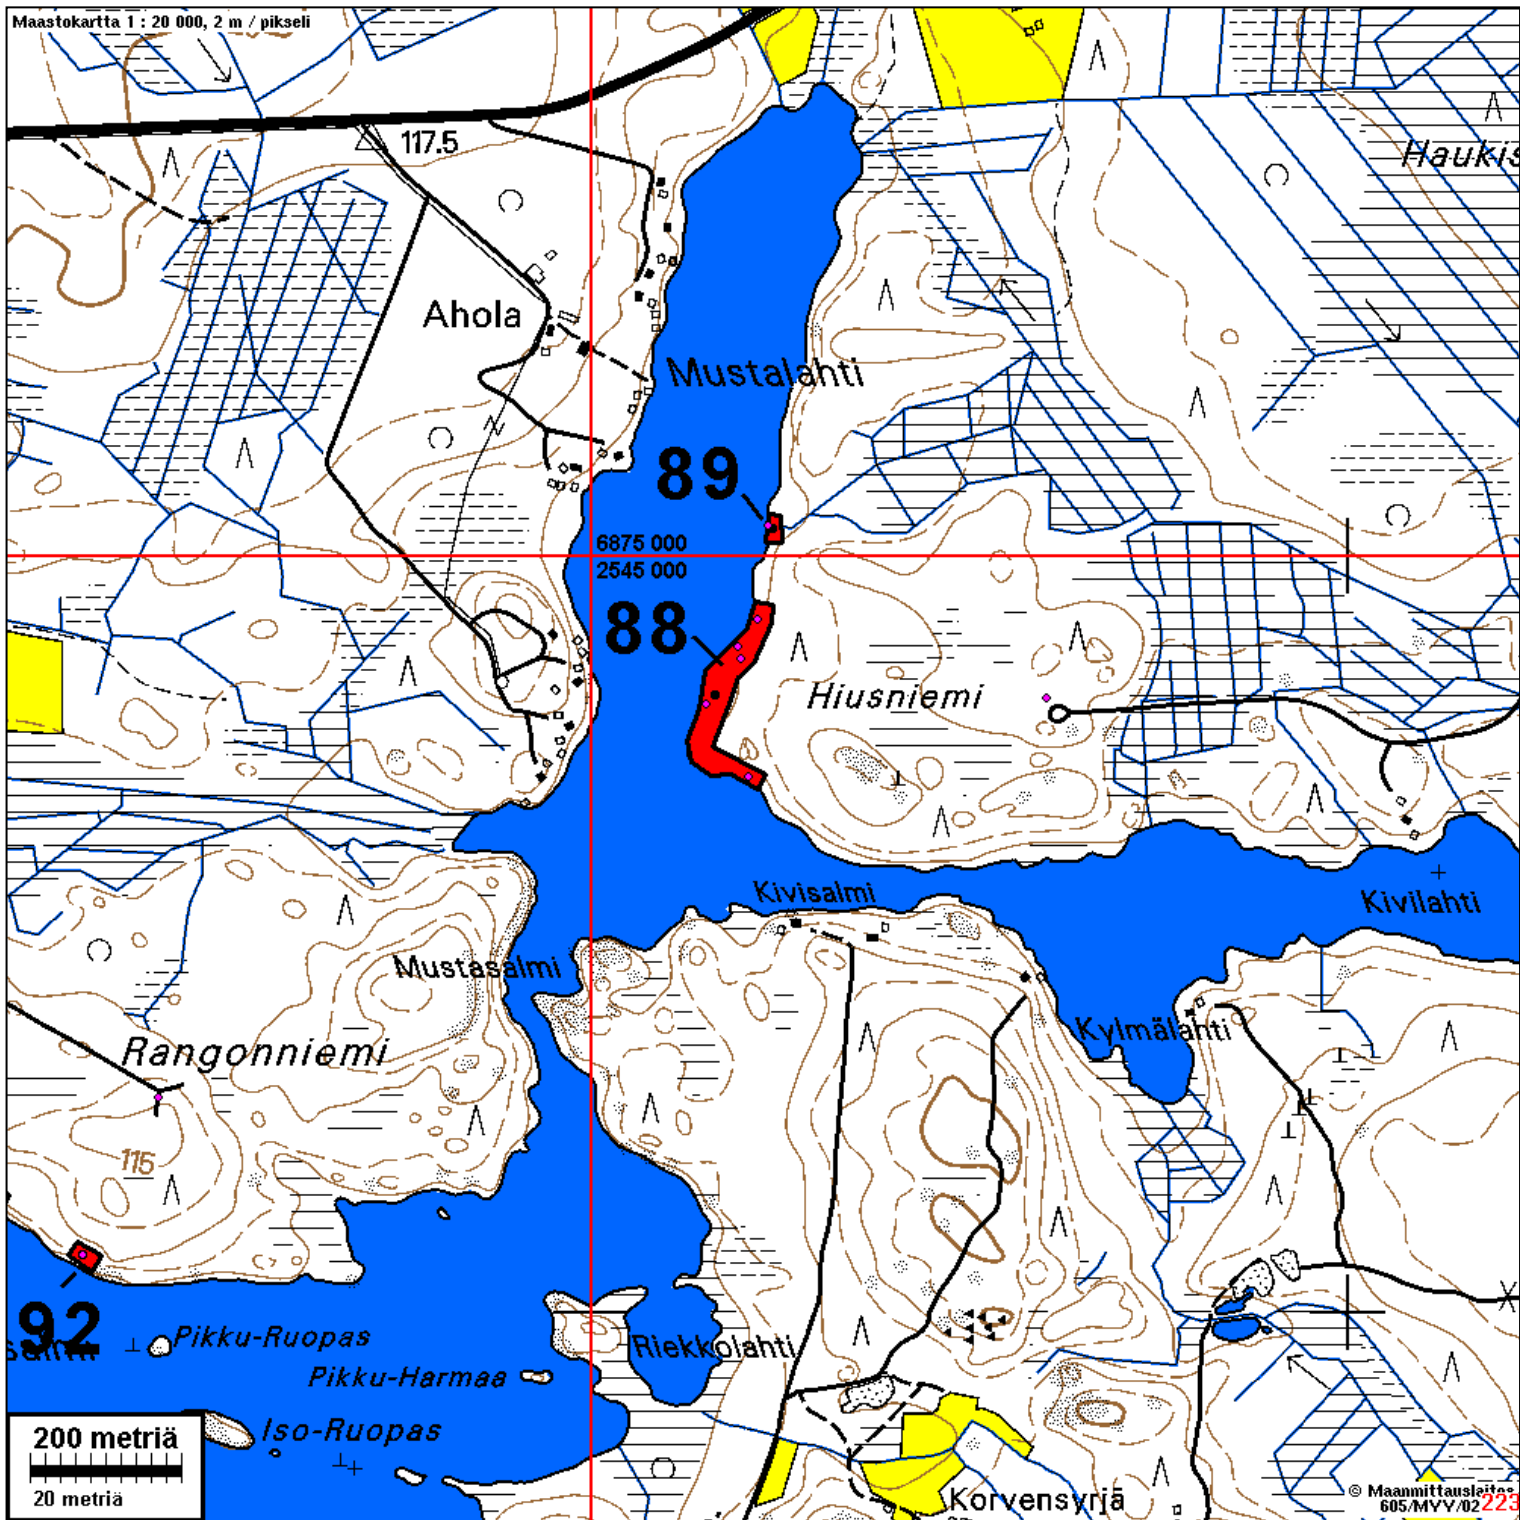 Maastokartta 1 : 20 000, 2 m / pikseli
117.5
Haukis
Ahola
Mustalahti
89
6875 000
2545 000
88
Hiusniemi
Kivisalmi
Kivilahti
Mustasalmi
Kylmälahti
Rangonniemi
115
92
salmi
Pikku-Ruopas
Riekkolahti
Pikku-Harmaa
Iso-Ruopas
200 metriä
20 metriä
Korvensyrjä
© Maanmittauslaitos
605/MYY/02
223